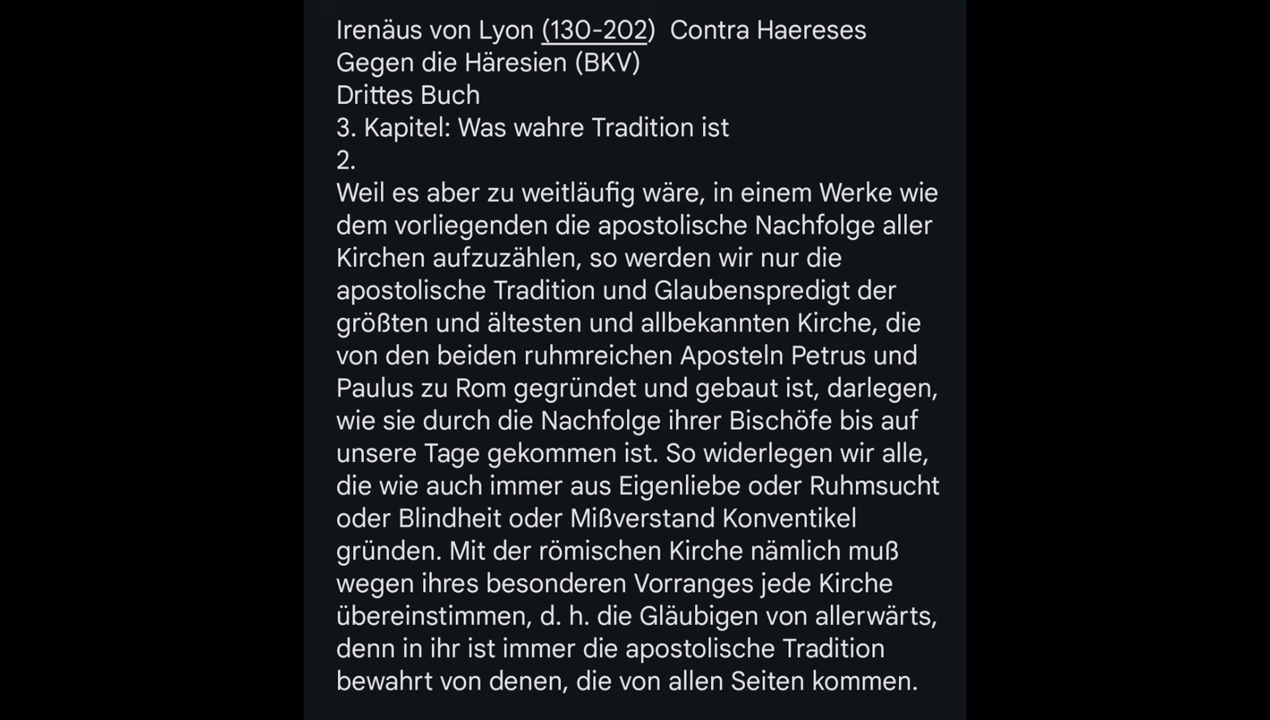 Irenäus von Lyon (130-202) Contra Haereses
Gegen die Häresien (BKV)
Drittes Buch
3. Kapitel: Was wahre Tradition ist
2.
Weil es aber zu weitläufig wäre, in einem Werke wie
dem vorliegenden die apostolische Nachfolge aller
Kirchen aufzuzählen, so werden wir nur die
apostolische Tradition und Glaubenspredigt der
größten und ältesten und allbekannten Kirche, die
von den beiden ruhmreichen Aposteln Petrus und
Paulus zu Rom gegründet und gebaut ist, darlegen,
wie sie durch die Nachfolge ihrer Bischöfe bis auf
unsere Tage gekommen ist. So widerlegen wir alle,
die wie auch immer aus Eigenliebe oder Ruhmsucht
oder Blindheit oder Mißverstand Konventikel
gründen. Mit der römischen Kirche nämlich muß
wegen ihres besonderen Vorranges jede Kirche
übereinstimmen, d. h. die Gläubigen von allerwärts,
denn in ihr ist immer die apostolische Tradition
bewahrt von denen, die von allen Seiten kommen.